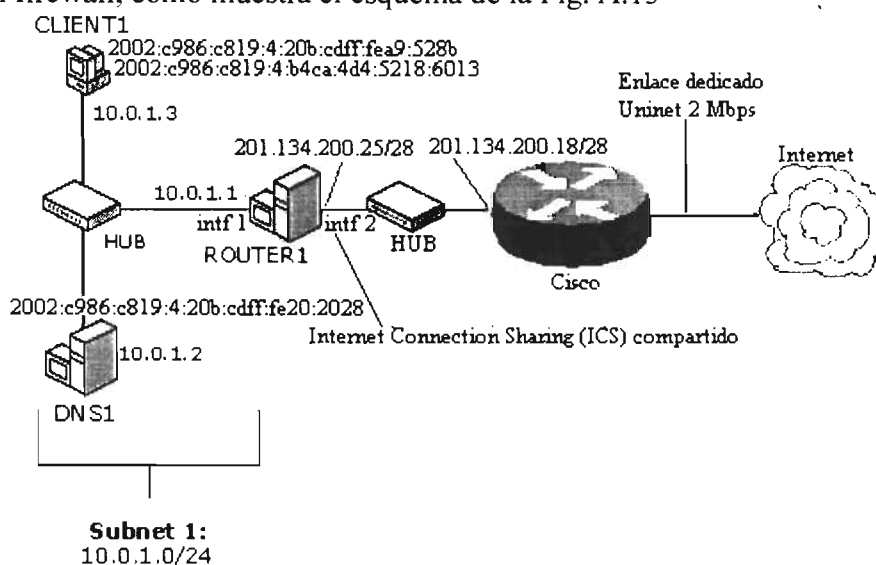 firewall, como muestra el esquema de la Fig. A.15
CLIENT1
2002:c986:c819:4:20b:cdff:fea9:528b
2002:c986:c819:4:b4ca:4d4:5218:6013
10.0.1.3
Enlace dedicado
Uninet 2 Mbps
201.134.200.25/28
201.134.200.18/28
Internet
10.0.1.1
intf 1
intf 2
HUB
ROUTER1
HUB
Cisco
2002:c986:c819:4:20b:cdff:fe20:2028
Internet Connection Sharing (ICS) compartido
10.0.1.2
DNS1
Subnet 1:
10.0.1.0/24